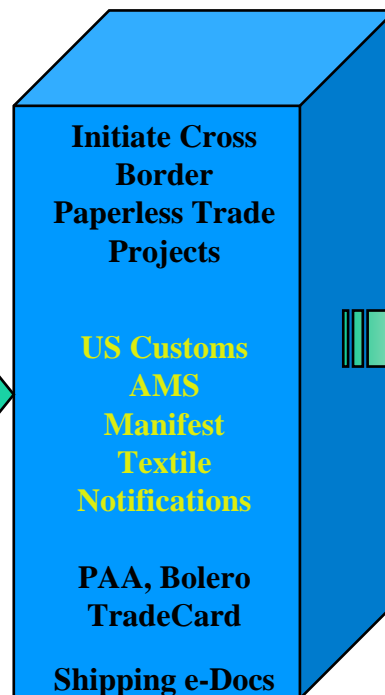 Initiate Cross
Border
Paperless Trade
Projects
US Customs
AMS
Manifest
Textile
Notifications
PAA, Bolero
TradeCard
Shipping e-Docs